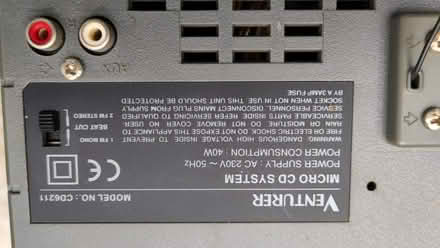 VENTURER
MODEL NO.: CD6211
MICRO CD SYSTEM
POWER SUPPLY : AC 230V ~ 50Hz
POWER CONSUMPTION : 40W
CE
WARNING: DANGEROUS VOLTAGE INSIDE. TO PREVENT
FIRE OR ELECTRIC SHOCK, DO NOT EXPOSE THIS APPLIANCE TO
RAIN OR MOISTURE. DO NOT REMOVE COVER. NO USER
SERVICEABLE PARTS INSIDE. REFER SERVICING TO QUALIFIED
SERVICE PERSONNEL. DISCONNECT MAINS PLUG FROM SUPPLY
SOCKET WHEN NOT IN USE. THIS UNIT SHOULD BE PROTECTED
BY A 3 AMP FUSE
1 FM MONO
BEAT CUT
2 FM STEREO
AUX